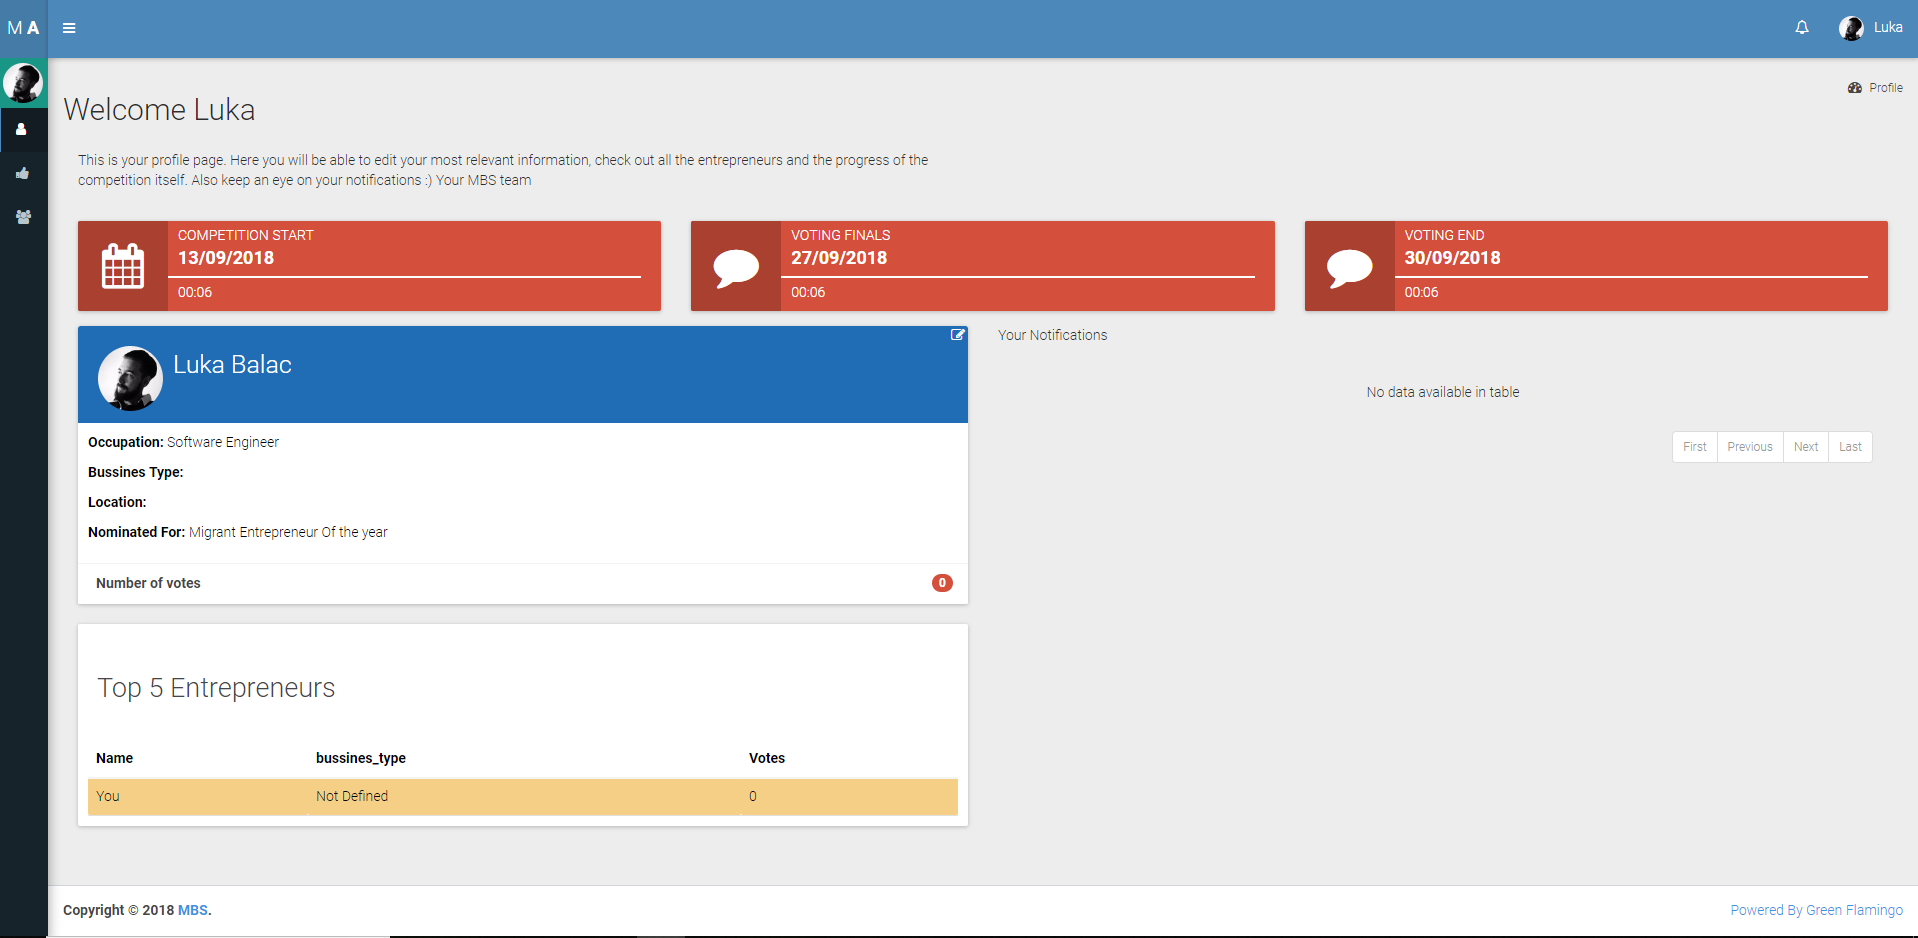 M A
Luka
Profile
Welcome Luka
This is your profile page. Here you will be able to edit your most relevant information, check out all the entrepreneurs and the progress of the
competition itself. Also keep an eye on your notifications :) Your MBS team
COMPETITION START
13/09/2018
00:06
VOTING FINALS
27/09/2018
00:06
VOTING END
30/09/2018
00:06
Luka Balac
Occupation: Software Engineer
Bussines Type:
Location:
Nominated For: Migrant Entrepreneur Of the year
Number of votes 0
Your Notifications
No data available in table
First Previous Next Last
Top 5 Entrepreneurs
Name bussines_type Votes
You Not Defined 0
Copyright © 2018 MBS.
Powered By Green Flamingo